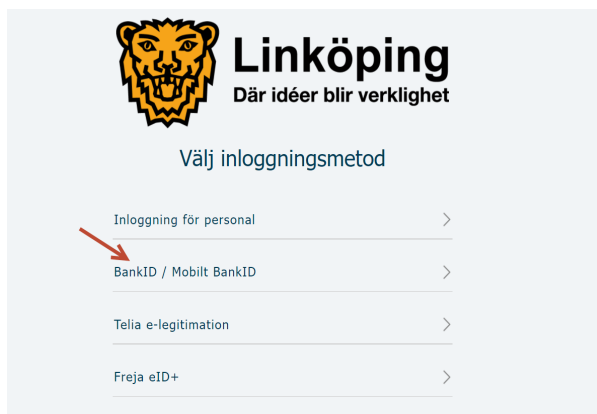 Linköping
Där idéer blir verklighet
Välj inloggningsmetod
Inloggning för personal
BankID / Mobilt BankID
Telia e-legitimation
Freja eID+